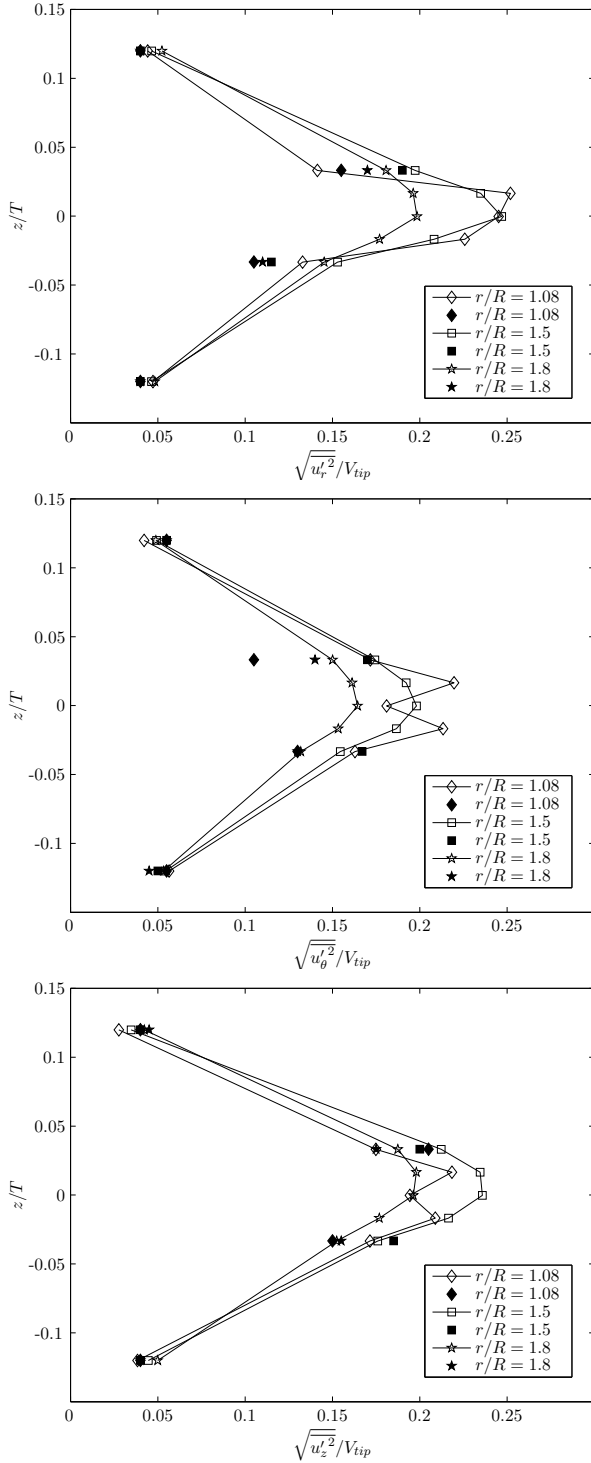 0.15
0.1
0.05
0
-0.05
-0.1
z/T
r/R = 1.08
r/R = 1.08
r/R = 1.5
r/R = 1.5
r/R = 1.8
r/R = 1.8
0 0.05 0.1 0.15 0.2 0.25
√u′r²/Vtip
0.15
0.1
0.05
0
-0.05
-0.1
z/T
r/R = 1.08
r/R = 1.08
r/R = 1.5
r/R = 1.5
r/R = 1.8
r/R = 1.8
0 0.05 0.1 0.15 0.2 0.25
√u′θ²/Vtip
0.15
0.1
0.05
0
-0.05
-0.1
z/T
r/R = 1.08
r/R = 1.08
r/R = 1.5
r/R = 1.5
r/R = 1.8
r/R = 1.8
0 0.05 0.1 0.15 0.2 0.25
√u′z²/Vtip